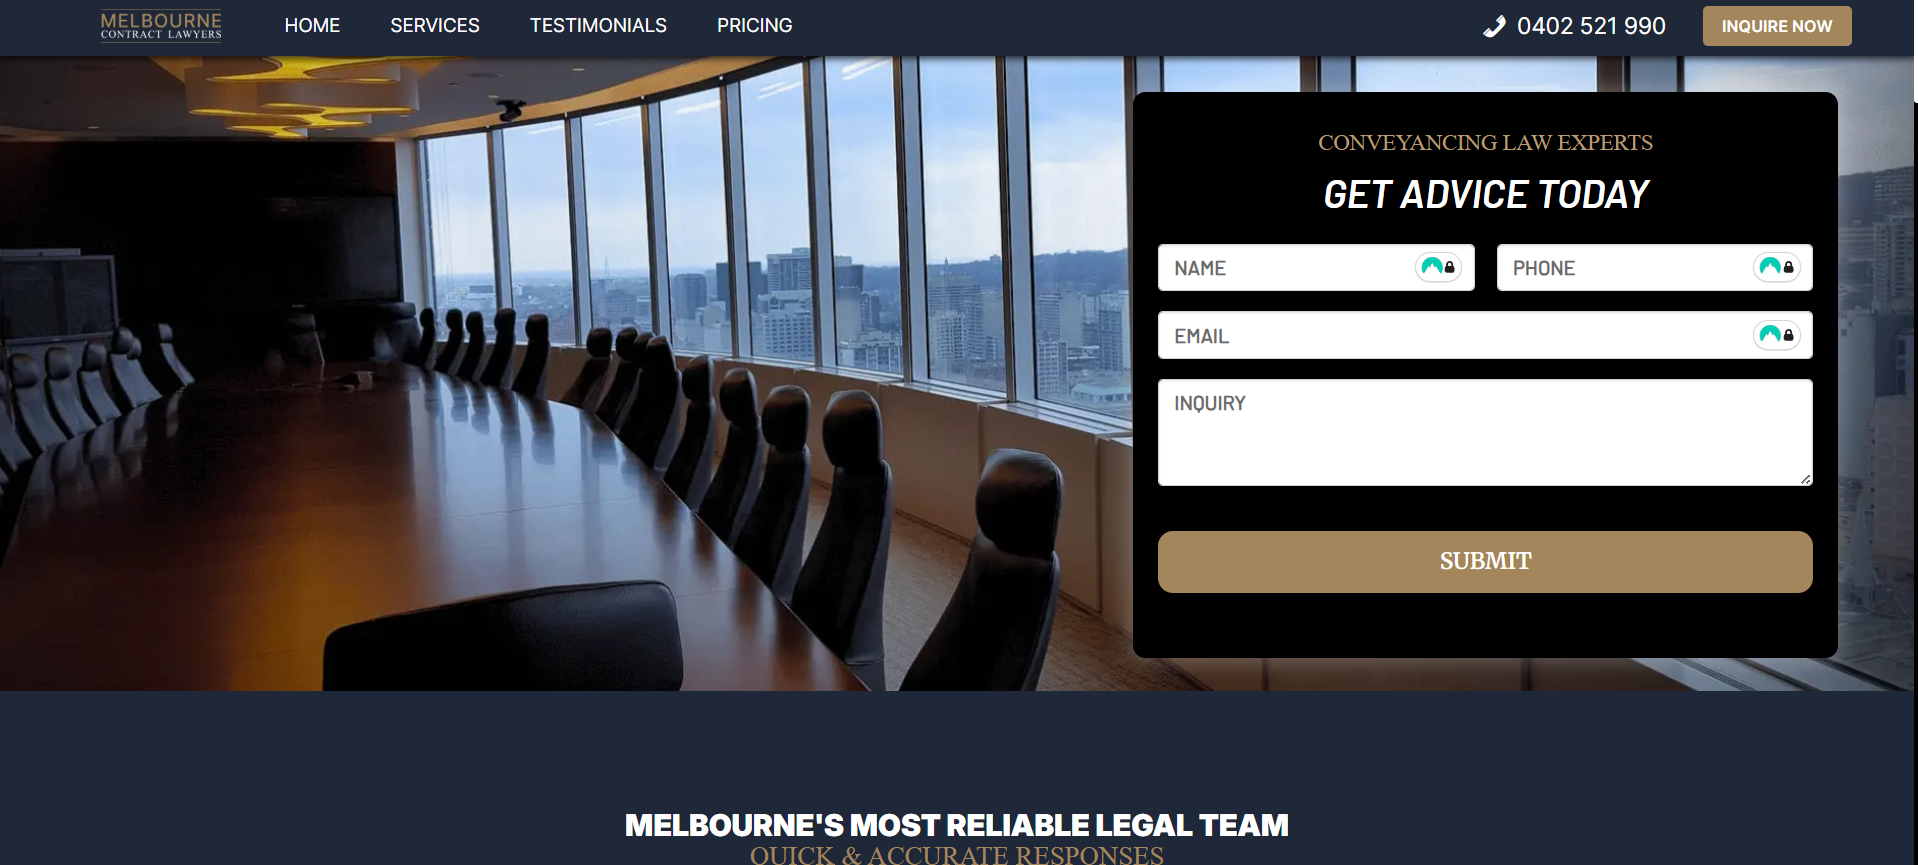 MELBOURNE
CONTRACT LAWYERS
HOME SERVICES TESTIMONIALS PRICING
0402 521 990
INQUIRE NOW
CONVEYANCING LAW EXPERTS
GET ADVICE TODAY
NAME PHONE
EMAIL
INQUIRY
SUBMIT
MELBOURNE'S MOST RELIABLE LEGAL TEAM
QUICK & ACCURATE RESPONSES